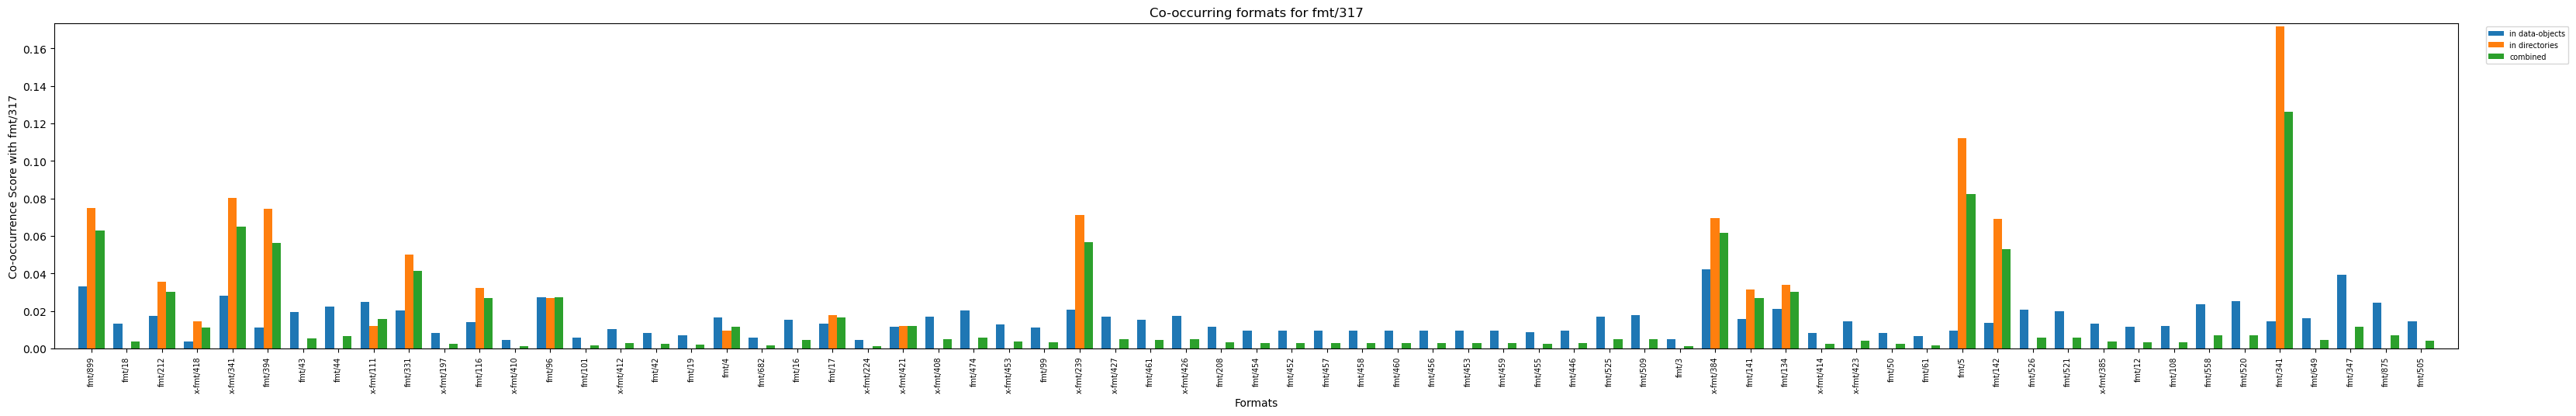 Co-occurring formats for fmt/317
in data-objects
in directories
combined
Co-occurrence Score with fmt/317
0.16
0.14
0.12
0.10
0.08
0.06
0.04
0.02
0.00
fmt/899
fmt/18
fmt/212
x-fmt/418
x-fmt/341
fmt/394
fmt/43
fmt/44
x-fmt/111
fmt/331
x-fmt/197
fmt/116
x-fmt/410
fmt/96
fmt/101
x-fmt/412
fmt/42
fmt/19
fmt/4
fmt/682
fmt/16
fmt/17
x-fmt/224
x-fmt/421
x-fmt/408
fmt/474
x-fmt/453
fmt/99
x-fmt/239
x-fmt/427
fmt/461
x-fmt/426
fmt/208
fmt/454
fmt/452
fmt/457
fmt/458
fmt/460
fmt/456
fmt/453
fmt/459
fmt/455
fmt/446
fmt/525
fmt/509
fmt/3
x-fmt/384
fmt/141
fmt/134
x-fmt/414
x-fmt/423
fmt/50
fmt/61
fmt/5
fmt/142
fmt/526
fmt/521
x-fmt/385
fmt/12
fmt/108
fmt/558
fmt/520
fmt/341
fmt/649
fmt/347
fmt/875
fmt/505
Formats